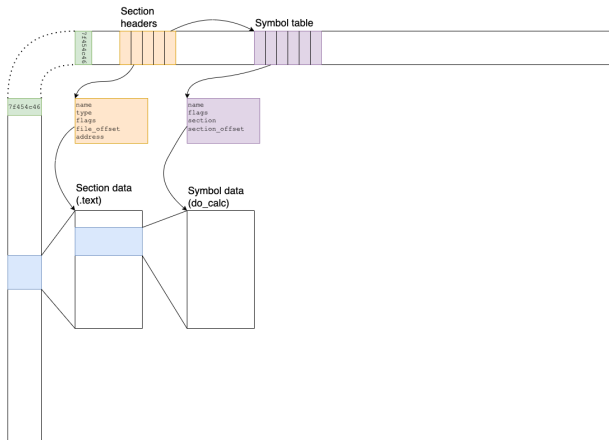 Section
headers
Symbol table
7f454c46
7f454c46
name
type
flags
file_offset
address
name
flags
section
section_offset
Section data
(.text)
Symbol data
(do_calc)